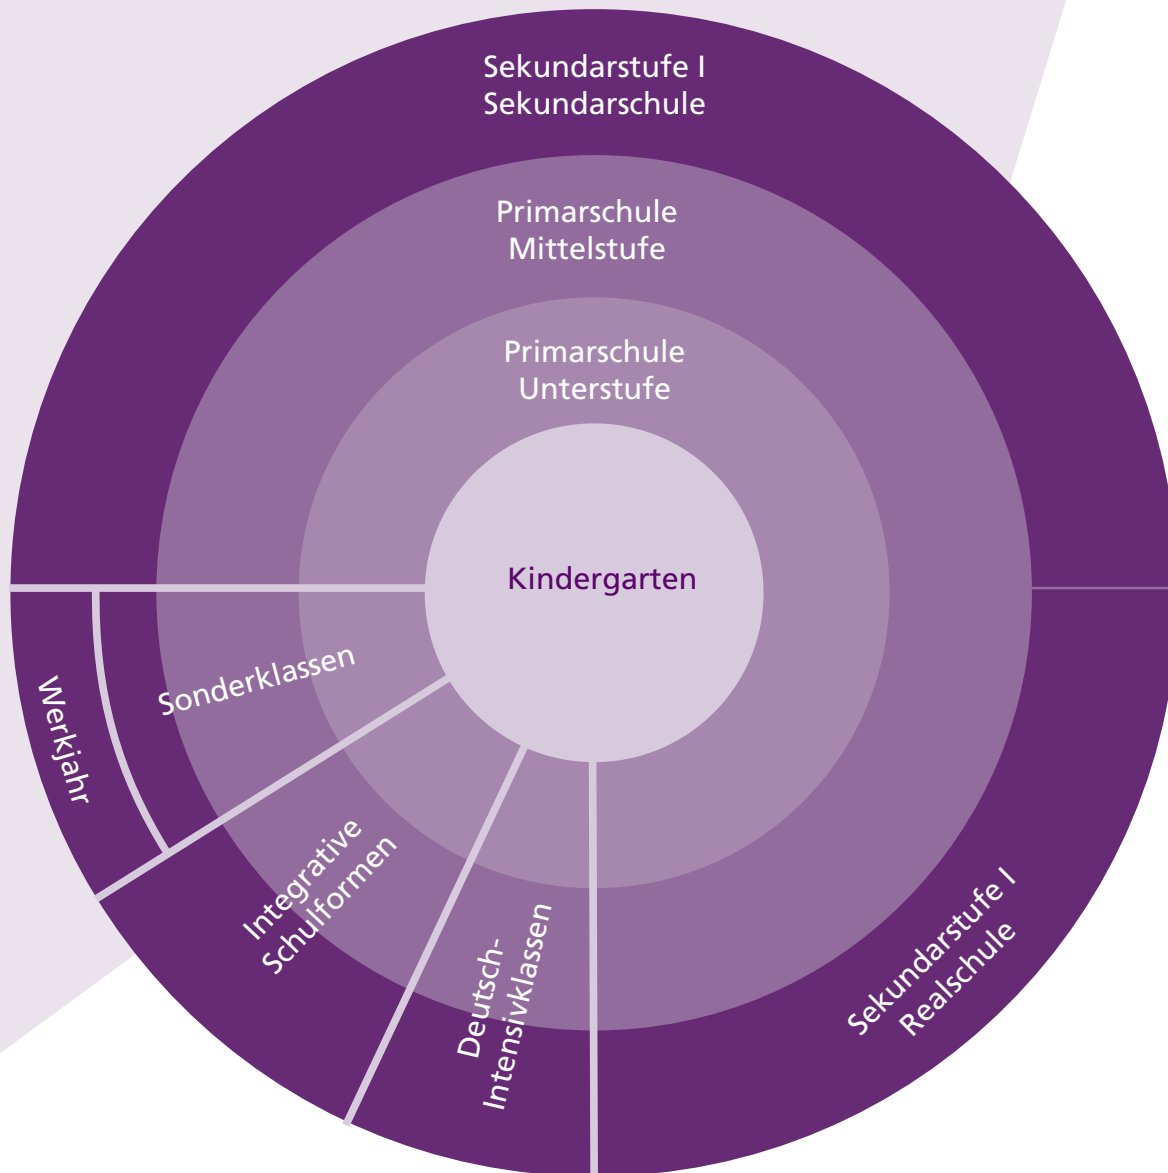 Sekundarstufe I
Sekundarschule
Primarschule
Mittelstufe
Primarschule
Unterstufe
Kindergarten
Sonderklassen
Werkjahr
Integrative
Schulformen
Deutsch-
Intensivklassen
Sekundarstufe I
Realschule